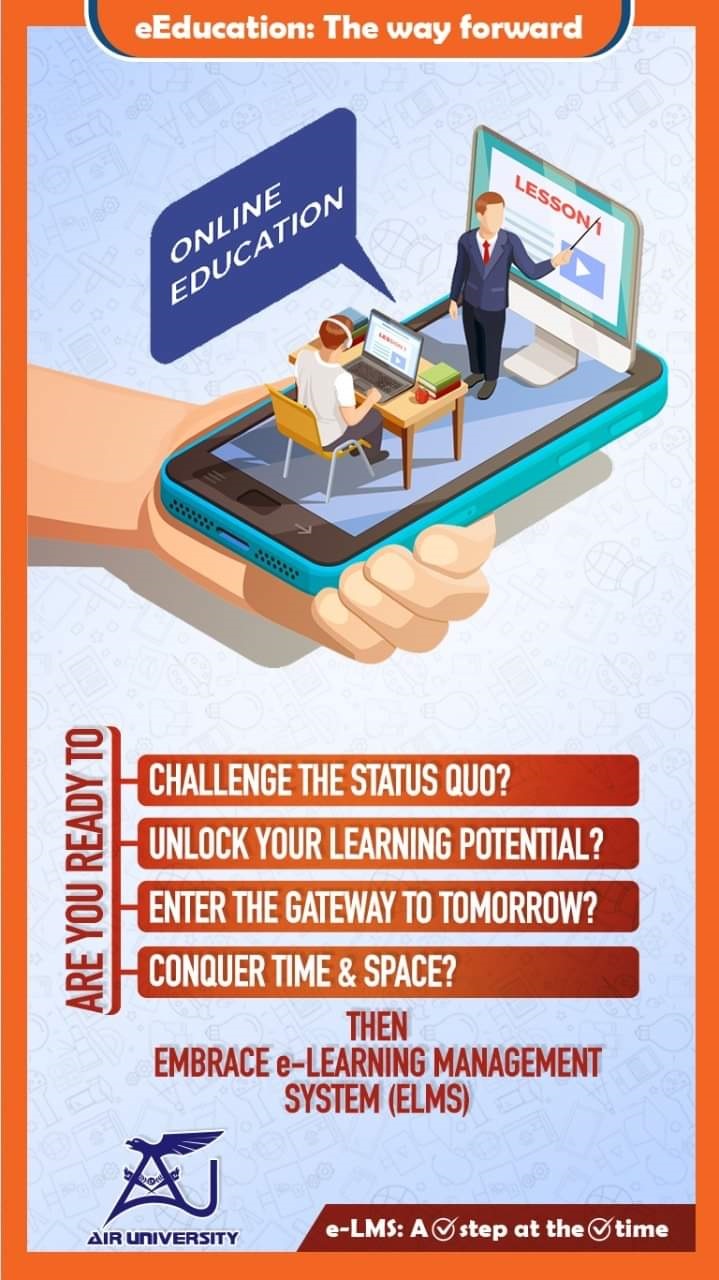 eEducation: The way forward
ONLINE
EDUCATION
LESSON 1
LESSON 1
ARE YOU READY TO
CHALLENGE THE STATUS QUO?
UNLOCK YOUR LEARNING POTENTIAL?
ENTER THE GATEWAY TO TOMORROW?
CONQUER TIME & SPACE?
THEN
EMBRACE e-LEARNING MANAGEMENT
SYSTEM (ELMS)
AU
AIR UNIVERSITY
e-LMS: A step at the time